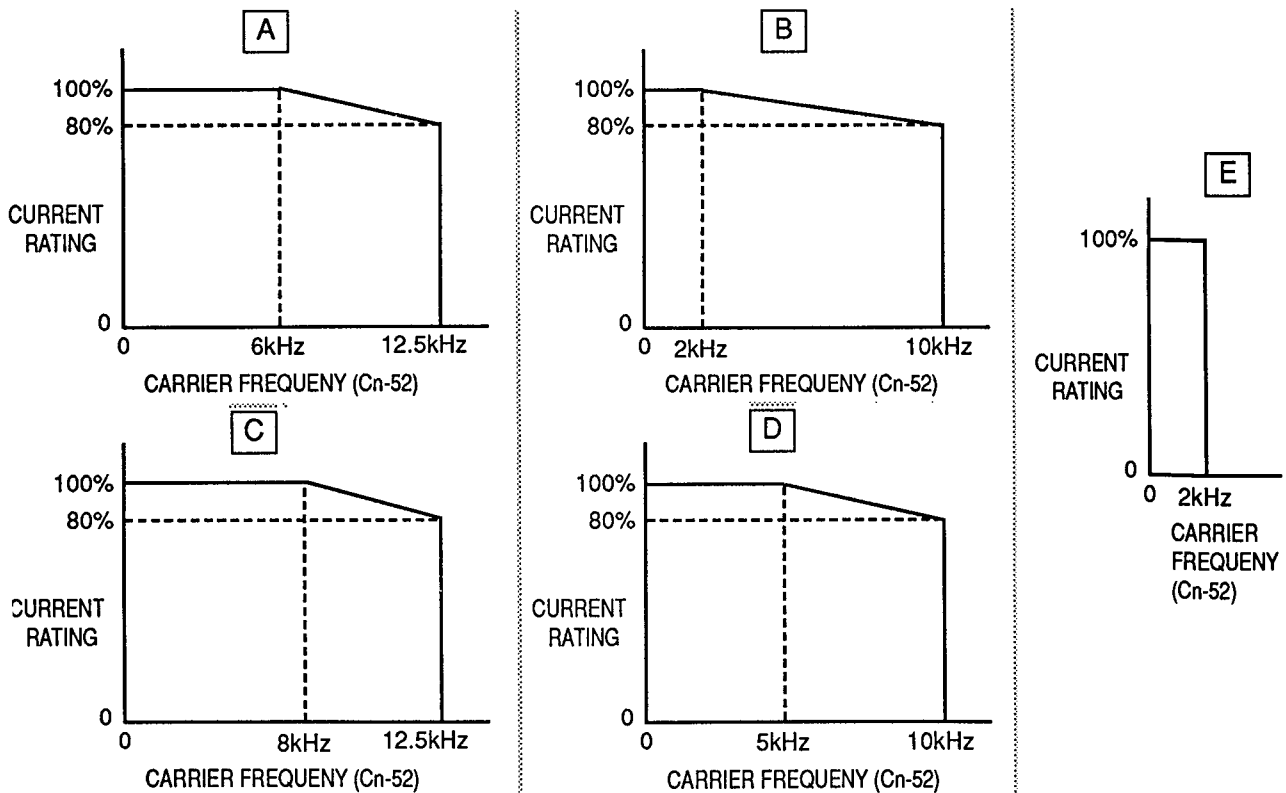 A
100%
80%
CURRENT
RATING
0
0
6kHz
12.5kHz
CARRIER FREQUENY (Cn-52)
B
100%
80%
CURRENT
RATING
0
0
2kHz
10kHz
CARRIER FREQUENY (Cn-52)
C
100%
80%
CURRENT
RATING
0
0
8kHz
12.5kHz
CARRIER FREQUENY (Cn-52)
D
100%
80%
CURRENT
RATING
0
0
5kHz
10kHz
CARRIER FREQUENY (Cn-52)
E
100%
CURRENT
RATING
0
0
2kHz
CARRIER
FREQUENY
(Cn-52)